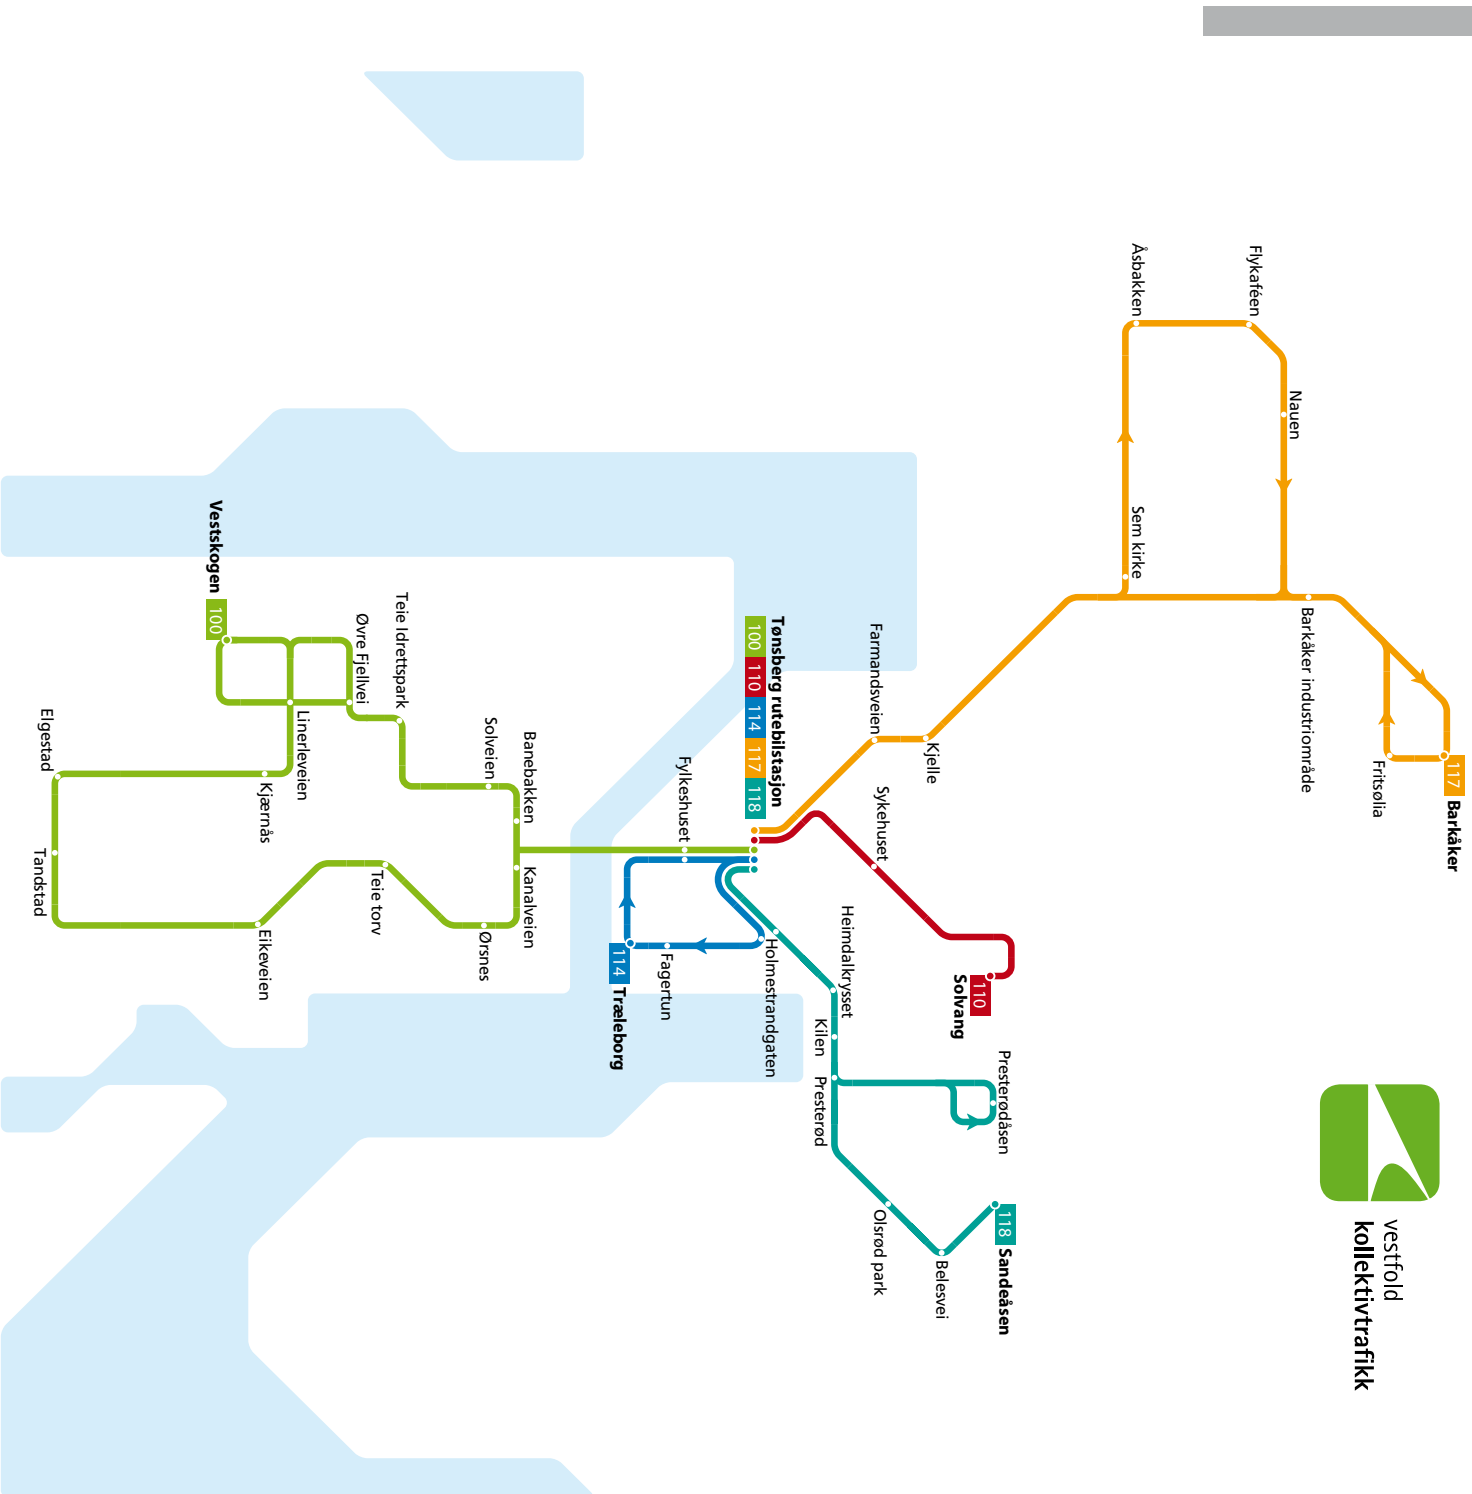 117 Barkåker
Fritsølia
Barkåker industriområde
Nauen
Flykaféen
Åsbakken
Sem kirke
vestfold
kollektivtrafikk
Presterødåsen
118 Sandeåsen
110
Solvang
Kjelle
Belesvei
Farmandsveien
Sykehuset
Olsrød park
Heimdalkrysset
Kilen
Presterød
Tønsberg rutebilstasjon
100 110 114 117 118
Holmestrandgaten
Fylkeshuset
Fagertun
114 Træleborg
Banebakken
Kanalveien
Solveien
Ørsnes
Teie Idrettspark
Teie torv
Øvre Fjellvei
Linerleveien
Kjærnås
Eikeveien
Vestskogen 100
Elgestad
Tandstad